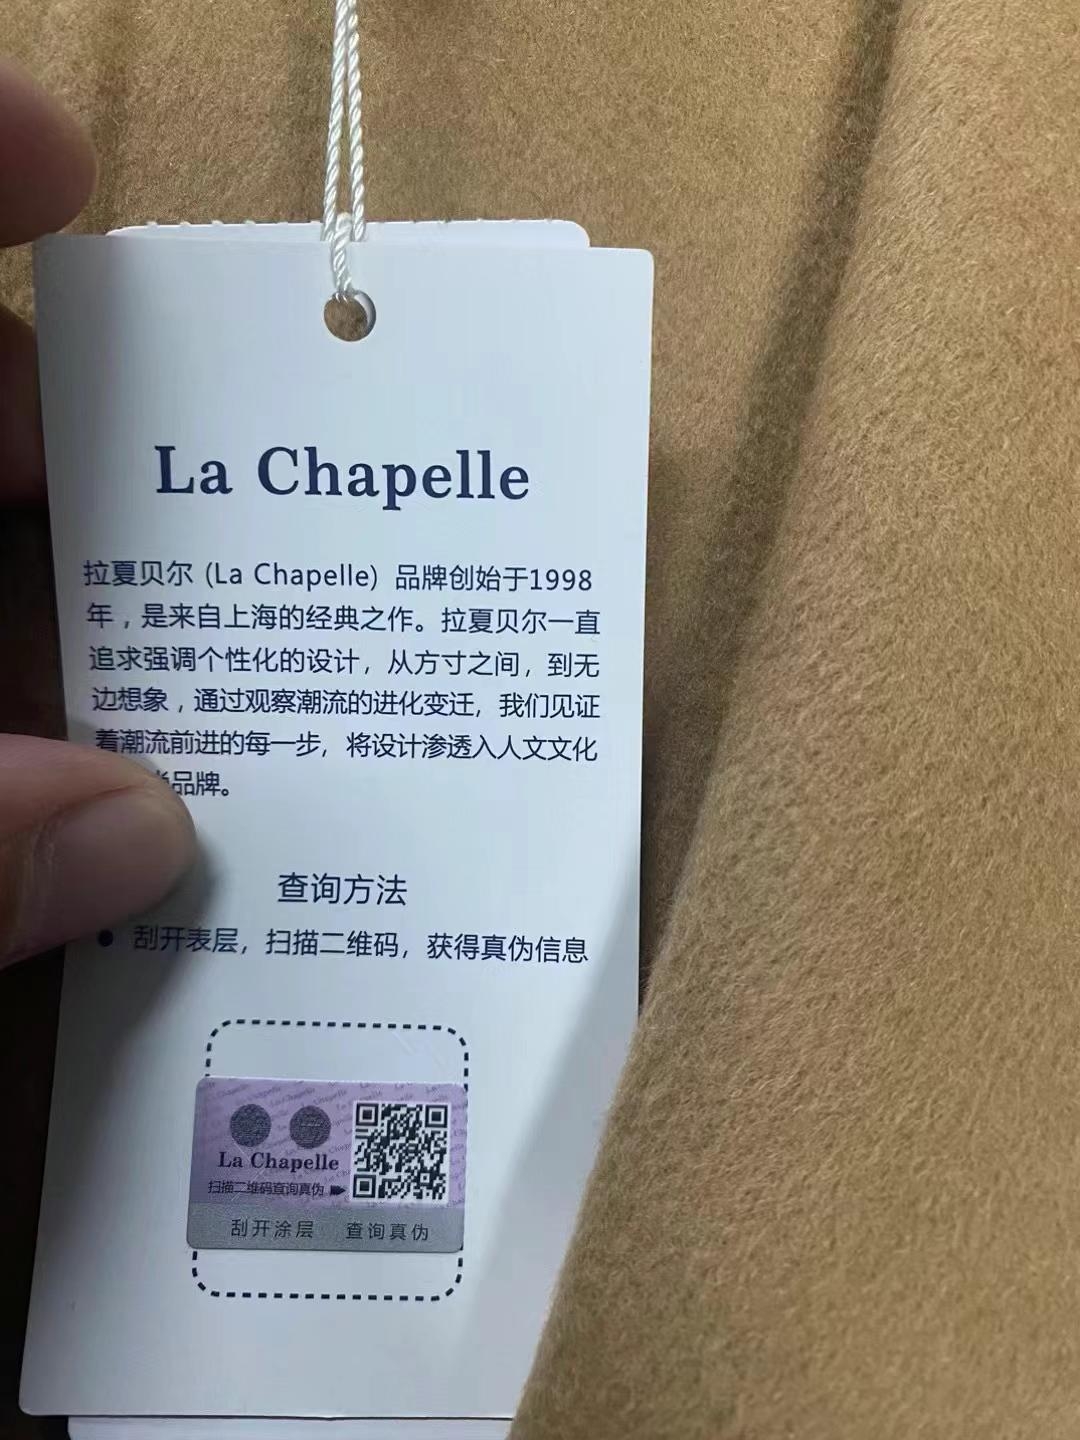 La Chapelle
拉夏贝尔 (La Chapelle) 品牌创始于1998
年，是来自上海的经典之作。拉夏贝尔一直
追求强调个性化的设计，从方寸之间，到无
边想象，通过观察潮流的进化变迁，我们见证
着潮流前进的每一步，将设计渗透入人文文化
品牌。
查询方法
● 刮开表层，扫描二维码，获得真伪信息
La Chapelle
扫描二维码查询真伪
刮开涂层 查询真伪